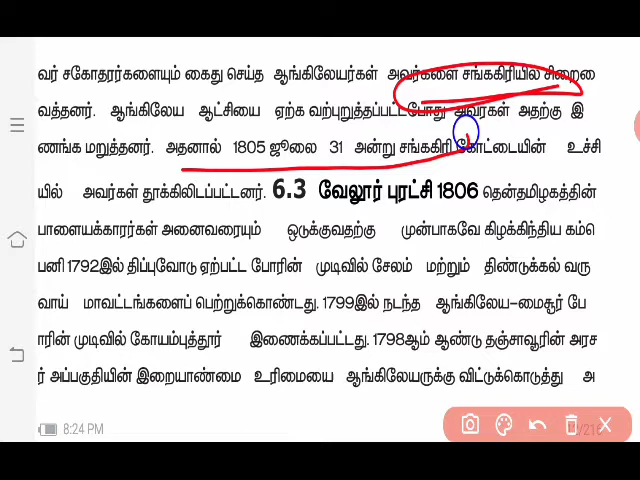 வர் சகோதரர்களையும் கைது செய்த ஆங்கிலேயர்கள் அவர்களை சங்ககிரியில் சிறைவை
வத்தனர். ஆங்கிலேய ஆட்சியை ஏற்க வற்புறுத்தப்பட்டபோது அவர்கள் அதற்கு இ
ணங்க மறுத்தனர். அதனால் 1805 ஜூலை 31 அன்று சங்ககிரி கோட்டையின் உச்சி
யில் அவர்கள் தூக்கிலிடப்பட்டனர். 6.3 வேலூர் புரட்சி 1806 தென்தமிழகத்தின்
பாளையக்காரர்கள் அனைவரையும் ஒடுக்குவதற்கு முன்பாகவே கிழக்கிந்திய கம்பெ
பனி 1792இல் திப்புவோடு ஏற்பட்ட போரின் முடிவில் சேலம் மற்றும் திண்டுக்கல் வரு
வாய் மாவட்டங்களைப் பெற்றுக்கொண்டது. 1799இல் நடந்த ஆங்கிலேய-மைசூர் பே
ாரின் முடிவில் கோயம்புத்தூர் இணைக்கப்பட்டது. 1798ஆம் ஆண்டு தஞ்சாவூரின் அரச
ர் அப்பகுதியின் இறையாண்மை உரிமையை ஆங்கிலேயருக்கு விட்டுக்கொடுத்து அ
8:24 PM